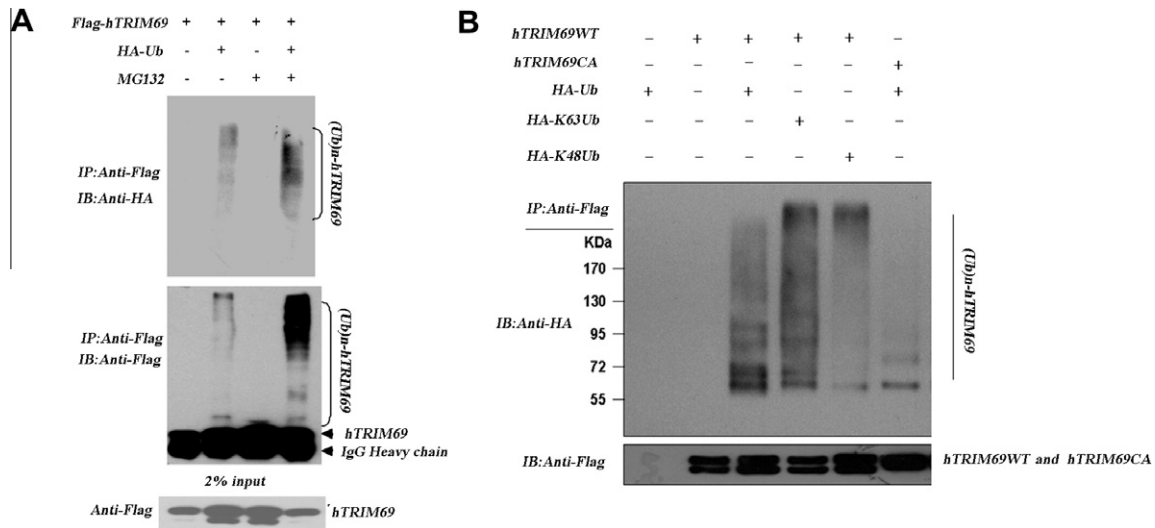 A
Flag-hTRIM69 + + + +
HA-Ub - + - +
MG132 - - + +
IP:Anti-Flag
IB:Anti-HA
(Ub)n-hTRIM69
IP:Anti-Flag
IB:Anti-Flag
(Ub)n-hTRIM69
hTRIM69
IgG Heavy chain
2% input
Anti-Flag
hTRIM69
B
hTRIM69WT – + + + + –
hTRIM69CA – – – – – +
HA-Ub + – + – – +
HA-K63Ub – – – + – –
HA-K48Ub – – – – + –
IP:Anti-Flag
KDa
170
130
IB:Anti-HA
95
72
55
(Ub)n-hTRIM69
IB:Anti-Flag
hTRIM69WT and hTRIM69CA